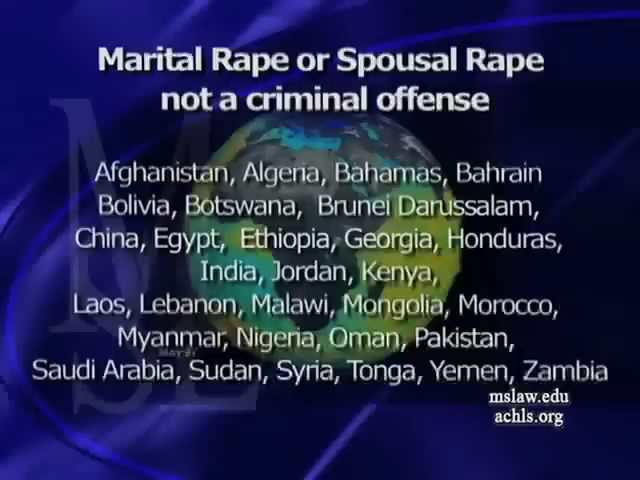 Marital Rape or Spousal Rape
not a criminal offense
Afghanistan, Algeria, Bahamas, Bahrain
Bolivia, Botswana, Brunei Darussalam,
China, Egypt, Ethiopia, Georgia, Honduras,
India, Jordan, Kenya,
Laos, Lebanon, Malawi, Mongolia, Morocco,
Myanmar, Nigeria, Oman, Pakistan,
Saudi Arabia, Sudan, Syria, Tonga, Yemen, Zambia
mslaw.edu
achls.org